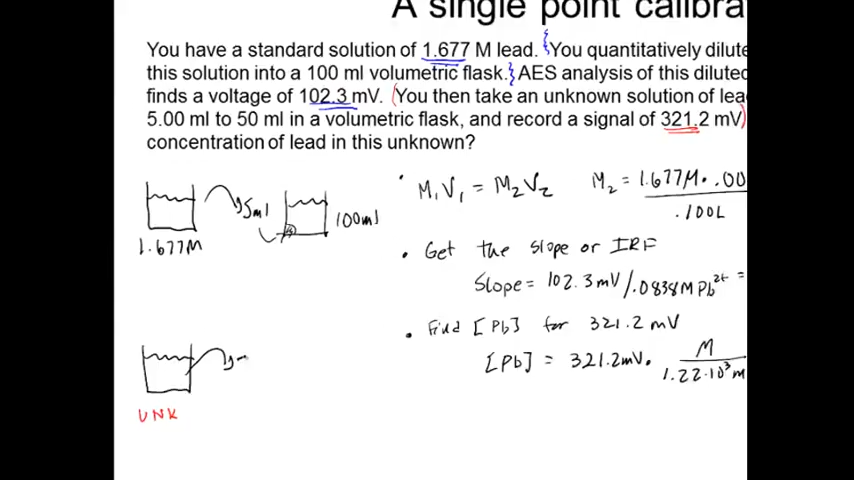 A single point calibra
You have a standard solution of 1.677 M lead. You quantitatively dilute
this solution into a 100 ml volumetric flask. AES analysis of this diluted
finds a voltage of 102.3 mV. (You then take an unknown solution of lea
5.00 ml to 50 ml in a volumetric flask, and record a signal of 321.2 mV)
concentration of lead in this unknown?
M₁V₁ = M₂V₂ M₂ = 1.677M · .00
.100L
5ml
100ml
1.677M
• Get the slope or IRF
Slope = 102.3mV/.0838M Pb²⁺ =
• Find [Pb] for 321.2 mV
[Pb] = 321.2mV · M
1.22·10³ m
UNK